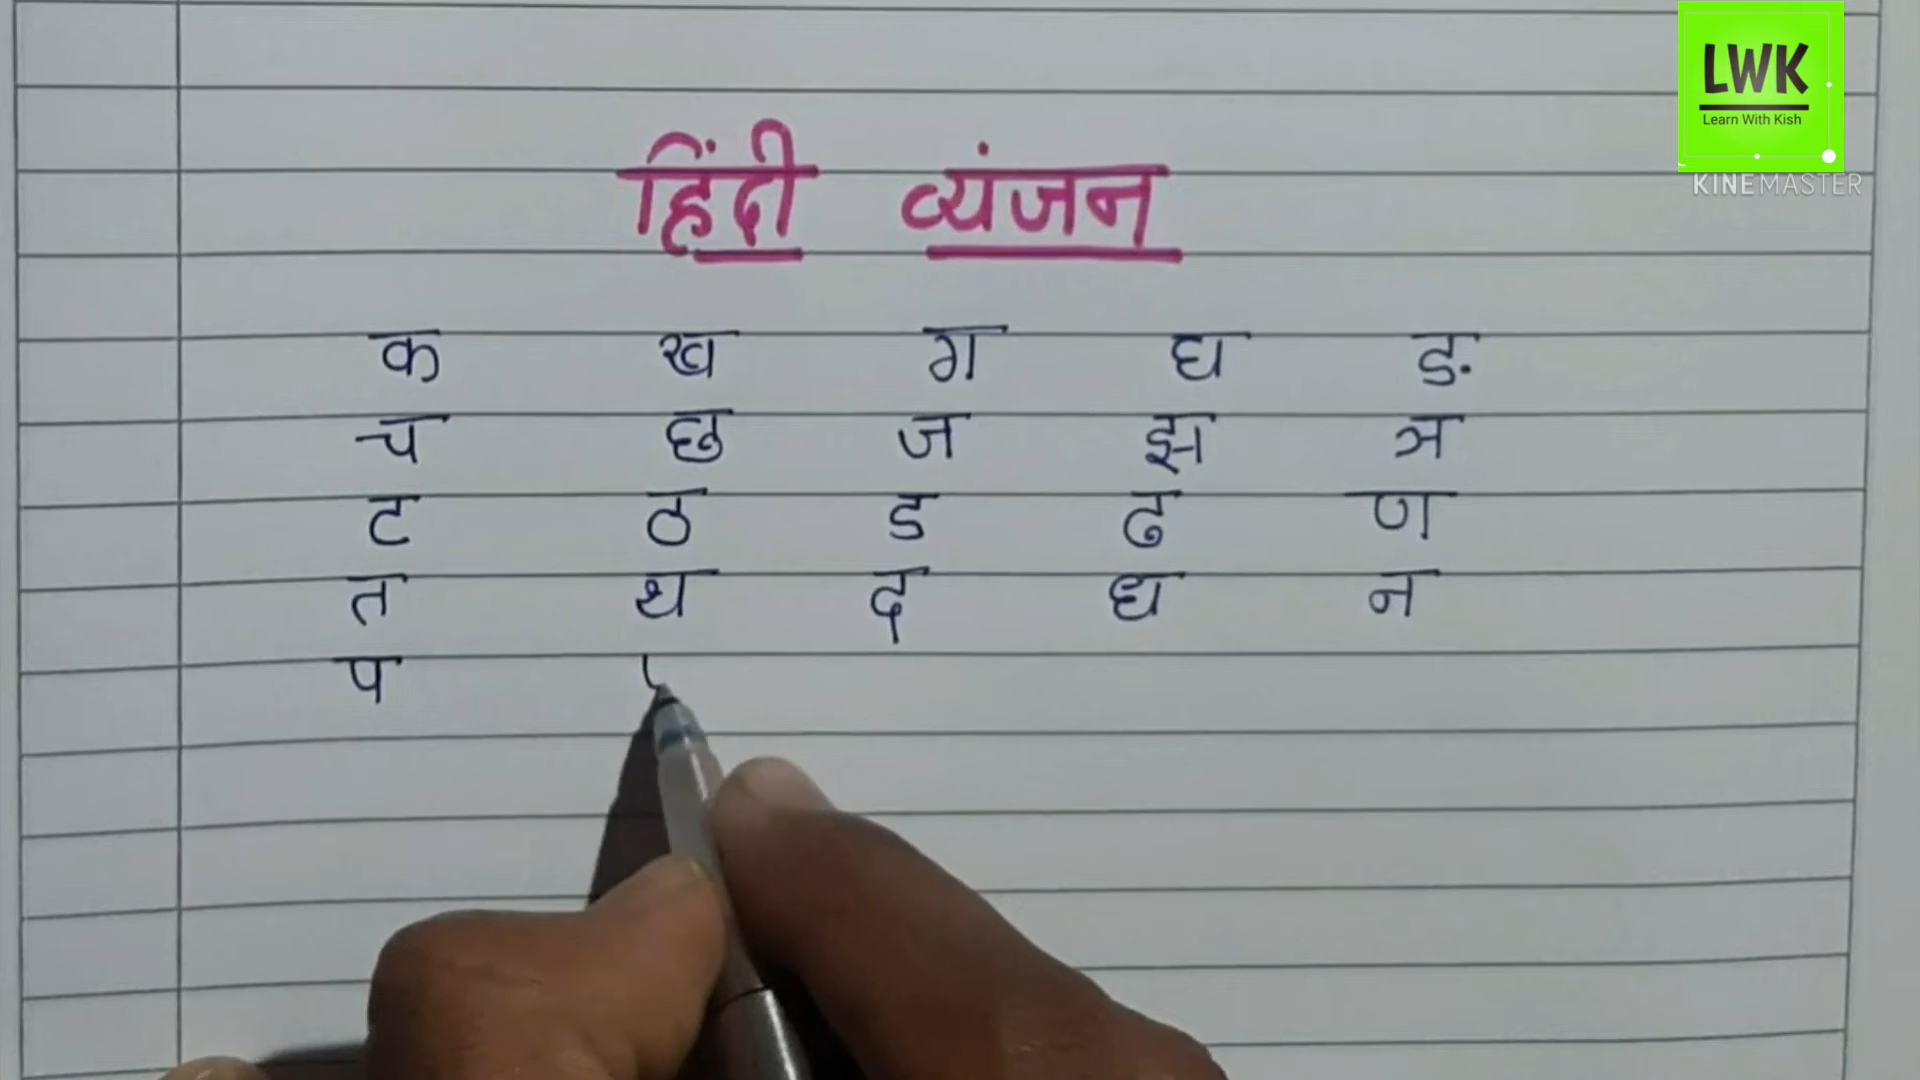 LWK
Learn With Kish
KINEMASTER
हिंदी व्यंजन
क ख ग घ ङ
च छ ज झ ञ
ट ठ ड ढ ण
त थ द ध न
प